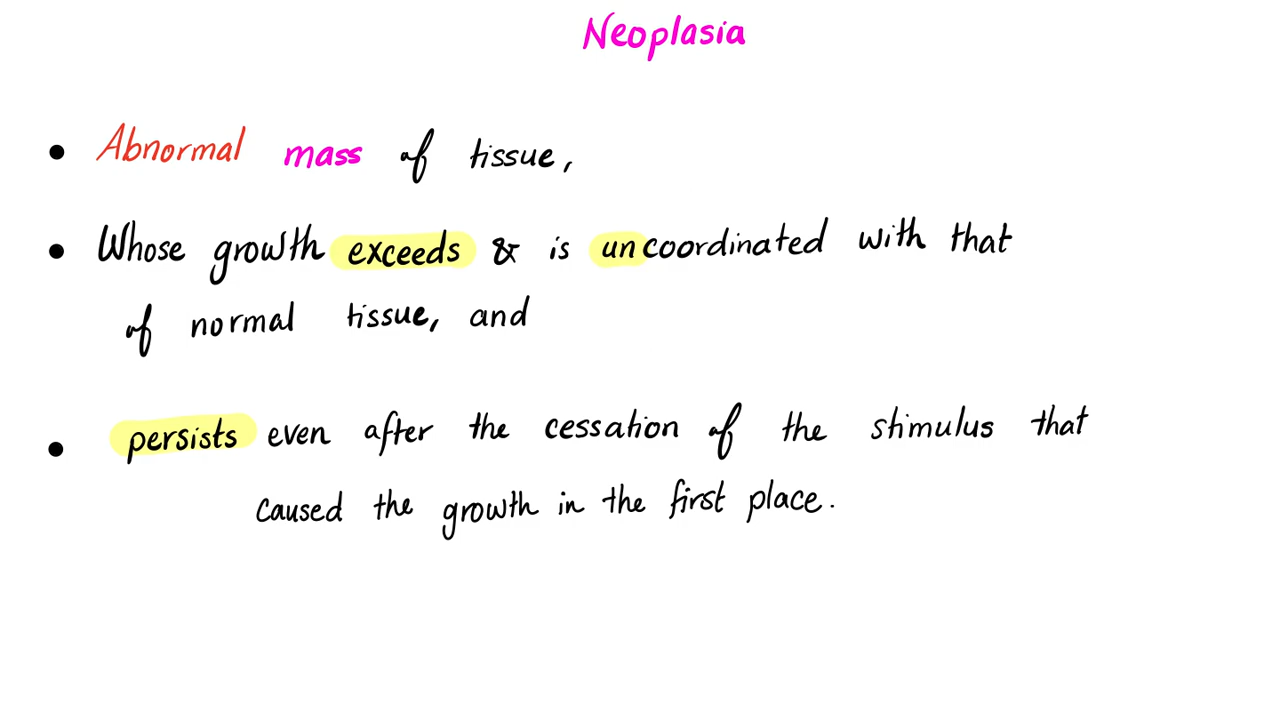 Neoplasia
• Abnormal mass of tissue,
• Whose growth exceeds & is uncoordinated with that
of normal tissue, and
• persists even after the cessation of the stimulus that
caused the growth in the first place.